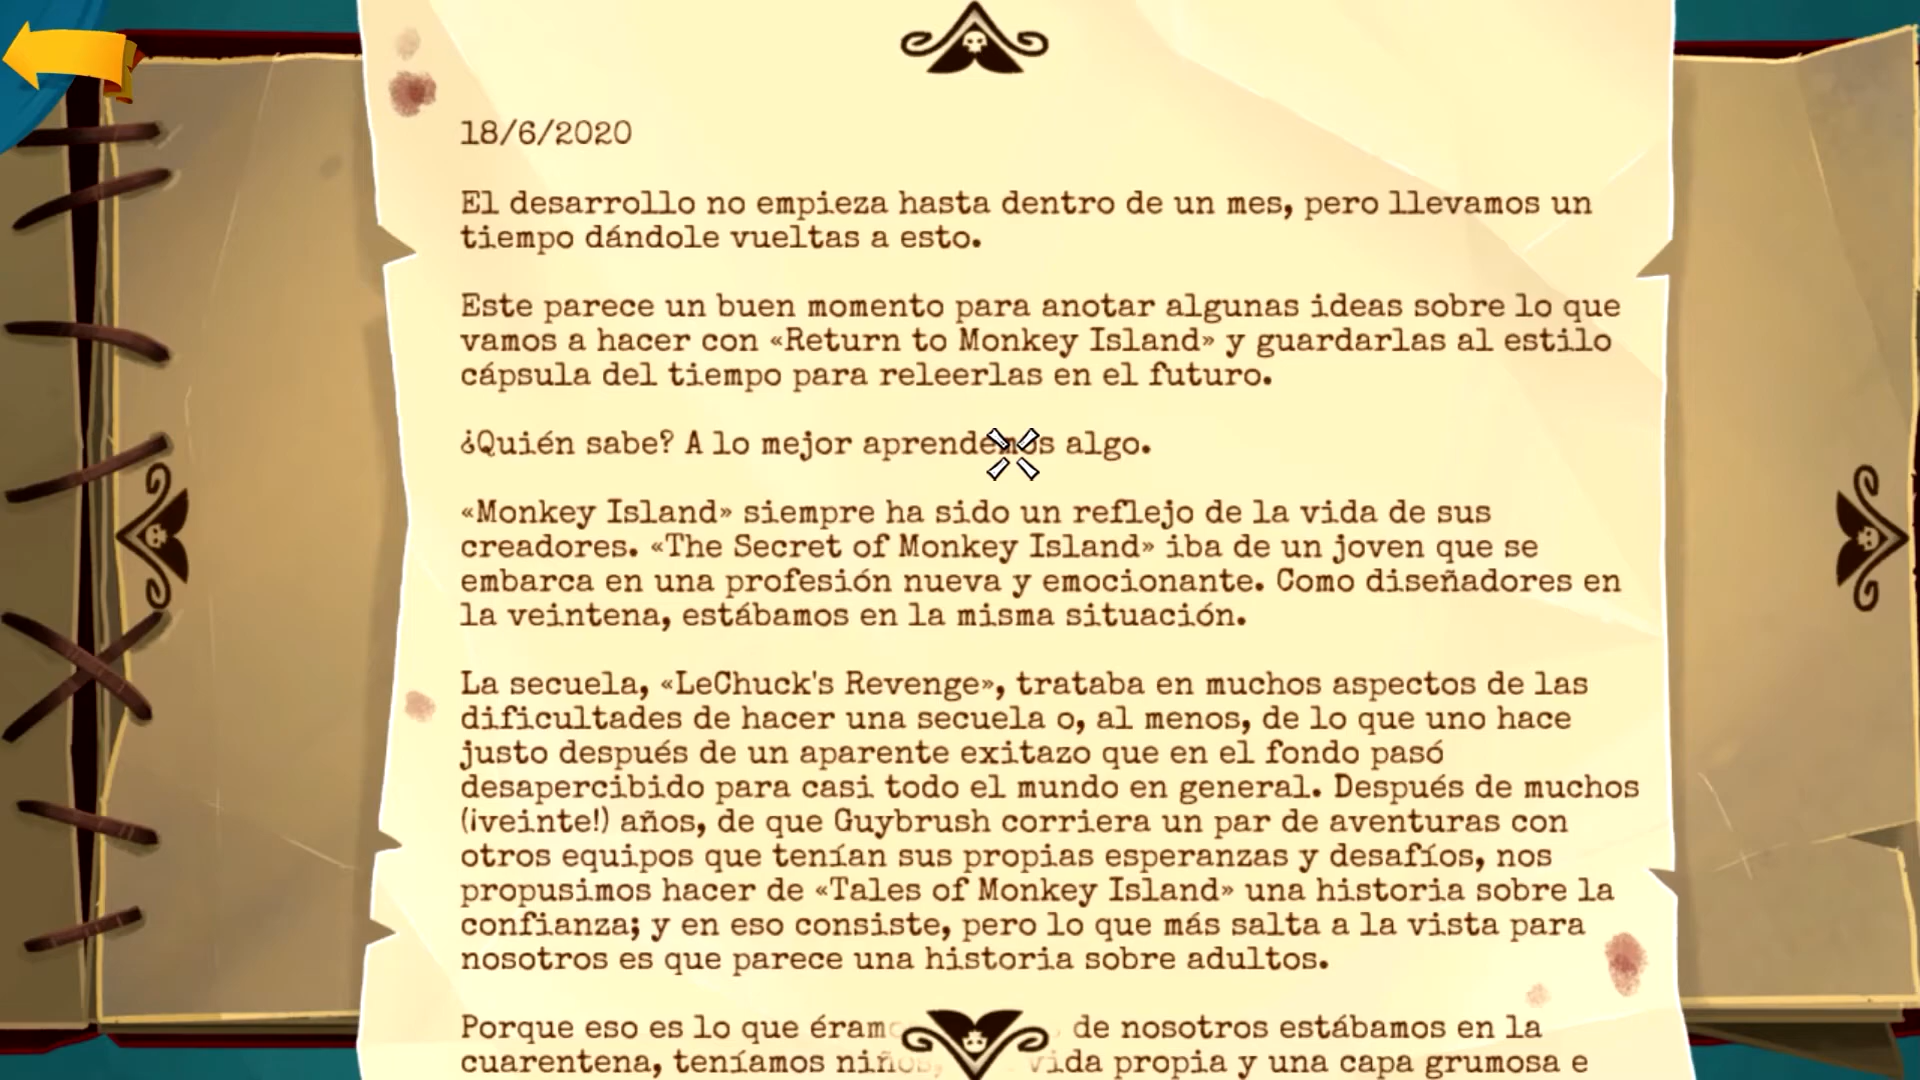 18/6/2020
El desarrollo no empieza hasta dentro de un mes, pero llevamos un
tiempo dándole vueltas a esto.
Este parece un buen momento para anotar algunas ideas sobre lo que
vamos a hacer con «Return to Monkey Island» y guardarlas al estilo
cápsula del tiempo para releerlas en el futuro.
¿Quién sabe? A lo mejor aprendemos algo.
«Monkey Island» siempre ha sido un reflejo de la vida de sus
creadores. «The Secret of Monkey Island» iba de un joven que se
embarca en una profesión nueva y emocionante. Como diseñadores en
la veintena, estábamos en la misma situación.
La secuela, «LeChuck's Revenge», trataba en muchos aspectos de las
dificultades de hacer una secuela o, al menos, de lo que uno hace
justo después de un aparente exitazo que en el fondo pasó
desapercibido para casi todo el mundo en general. Después de muchos
(¡veinte!) años, de que Guybrush corriera un par de aventuras con
otros equipos que tenían sus propias esperanzas y desafíos, nos
propusimos hacer de «Tales of Monkey Island» una historia sobre la
confianza; y en eso consiste, pero lo que más salta a la vista para
nosotros es que parece una historia sobre adultos.
Porque eso es lo que de nosotros estábamos en la
cuarentena, teníamos niños, vida propia y una capa grumosa e